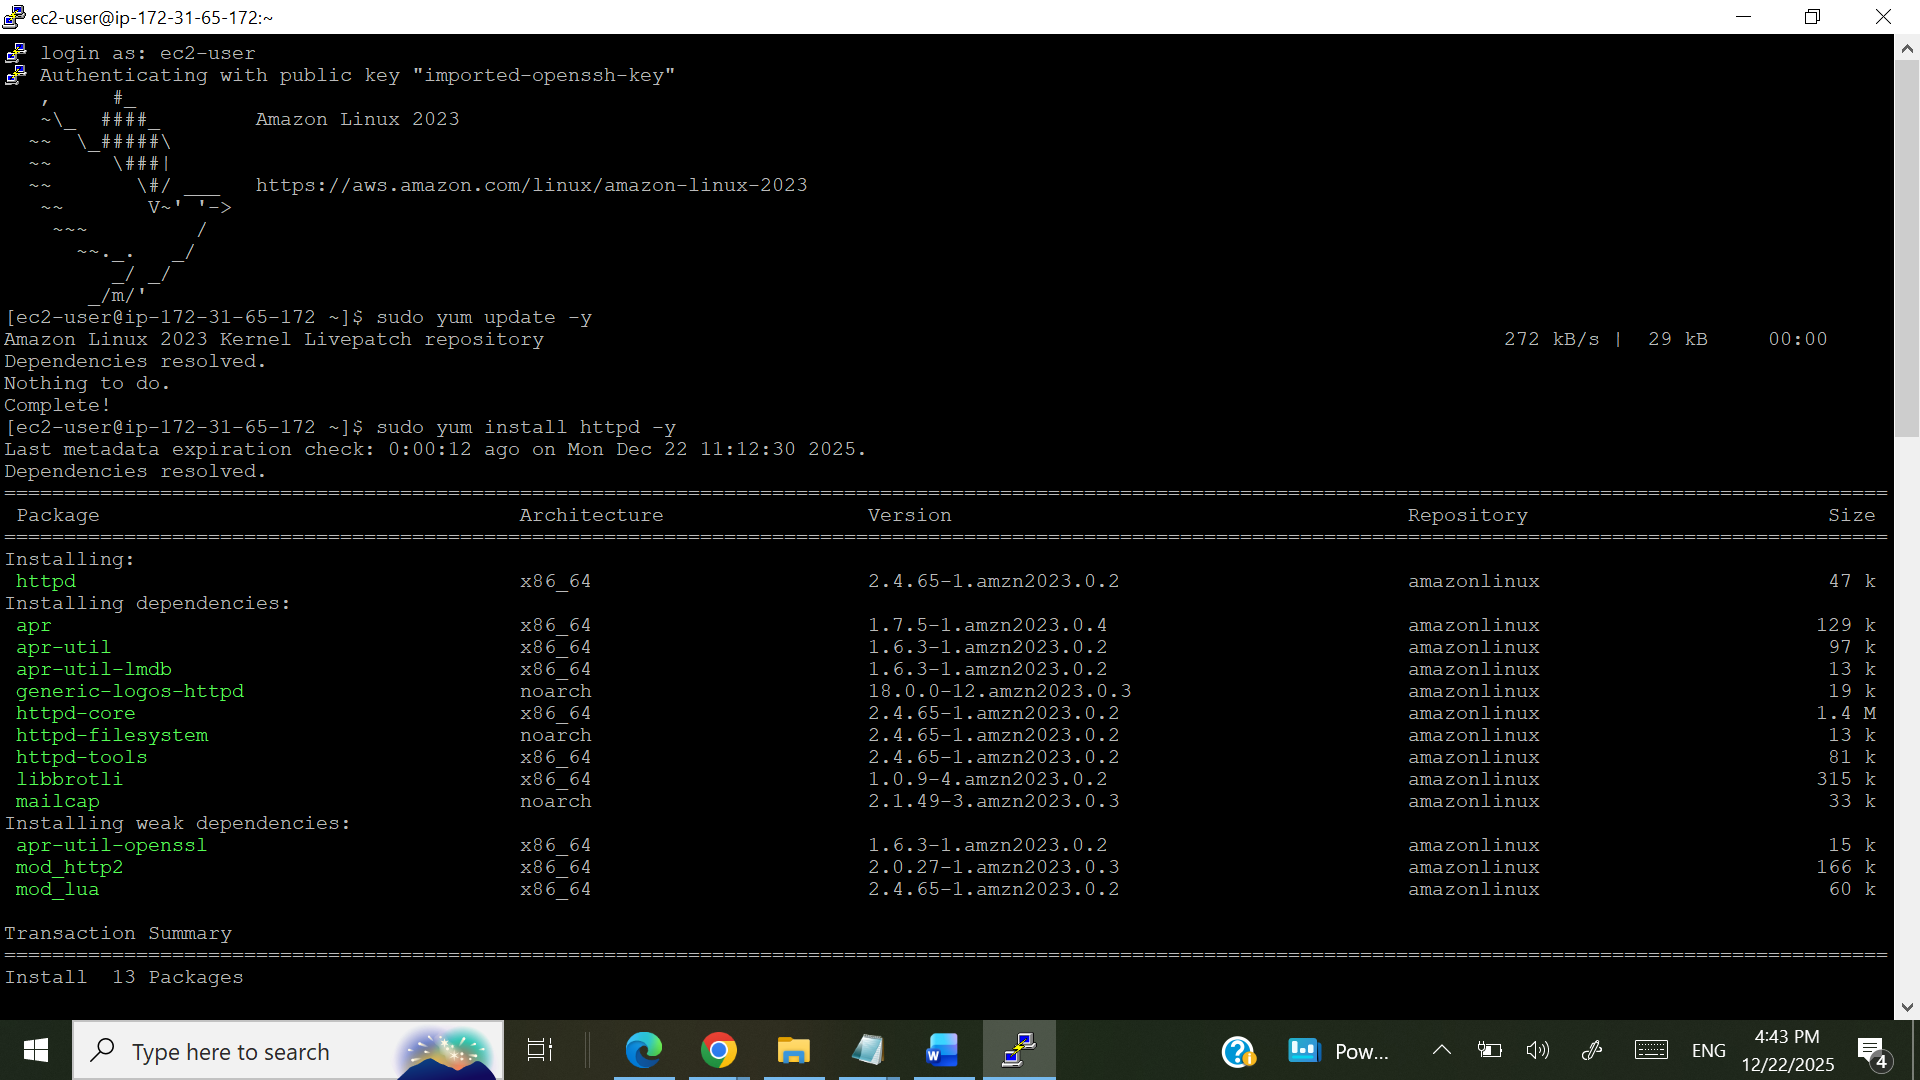 ec2-user@ip-172-31-65-172:~
login as: ec2-user
Authenticating with public key "imported-openssh-key"
   ,     #_
   ~\_  ####_        Amazon Linux 2023
  ~~  \_#####\
  ~~     \###|
  ~~       \#/ ___   https://aws.amazon.com/linux/amazon-linux-2023
   ~~       V~' '->
    ~~~         /
      ~~._.   _/
         _/ _/
       _/m/'
[ec2-user@ip-172-31-65-172 ~]$ sudo yum update -y
Amazon Linux 2023 Kernel Livepatch repository 272 kB/s | 29 kB 00:00
Dependencies resolved.
Nothing to do.
Complete!
[ec2-user@ip-172-31-65-172 ~]$ sudo yum install httpd -y
Last metadata expiration check: 0:00:12 ago on Mon Dec 22 11:12:30 2025.
Dependencies resolved.
================================================================================
Package Architecture Version Repository Size
================================================================================
Installing:
httpd x86_64 2.4.65-1.amzn2023.0.2 amazonlinux 47 k
Installing dependencies:
apr x86_64 1.7.5-1.amzn2023.0.4 amazonlinux 129 k
apr-util x86_64 1.6.3-1.amzn2023.0.2 amazonlinux 97 k
apr-util-lmdb x86_64 1.6.3-1.amzn2023.0.2 amazonlinux 13 k
generic-logos-httpd noarch 18.0.0-12.amzn2023.0.3 amazonlinux 19 k
httpd-core x86_64 2.4.65-1.amzn2023.0.2 amazonlinux 1.4 M
httpd-filesystem noarch 2.4.65-1.amzn2023.0.2 amazonlinux 13 k
httpd-tools x86_64 2.4.65-1.amzn2023.0.2 amazonlinux 81 k
libbrotli x86_64 1.0.9-4.amzn2023.0.2 amazonlinux 315 k
mailcap noarch 2.1.49-3.amzn2023.0.3 amazonlinux 33 k
Installing weak dependencies:
apr-util-openssl x86_64 1.6.3-1.amzn2023.0.2 amazonlinux 15 k
mod_http2 x86_64 2.0.27-1.amzn2023.0.3 amazonlinux 166 k
mod_lua x86_64 2.4.65-1.amzn2023.0.2 amazonlinux 60 k
Transaction Summary
================================================================================
Install 13 Packages
Type here to search
Pow...
ENG
4:43 PM
12/22/2025
4